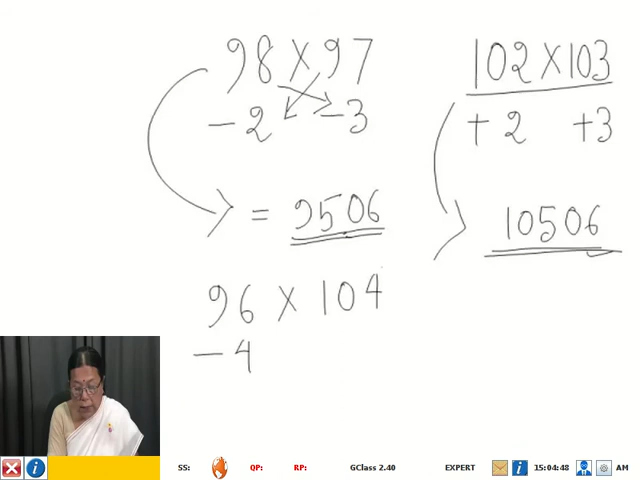 98 × 97
-2 -3
= 9506
102 × 103
+2 +3
10506
96 × 104
-4
SS: QP: RP: GClass 2.40 EXPERT 15:04:48 AM